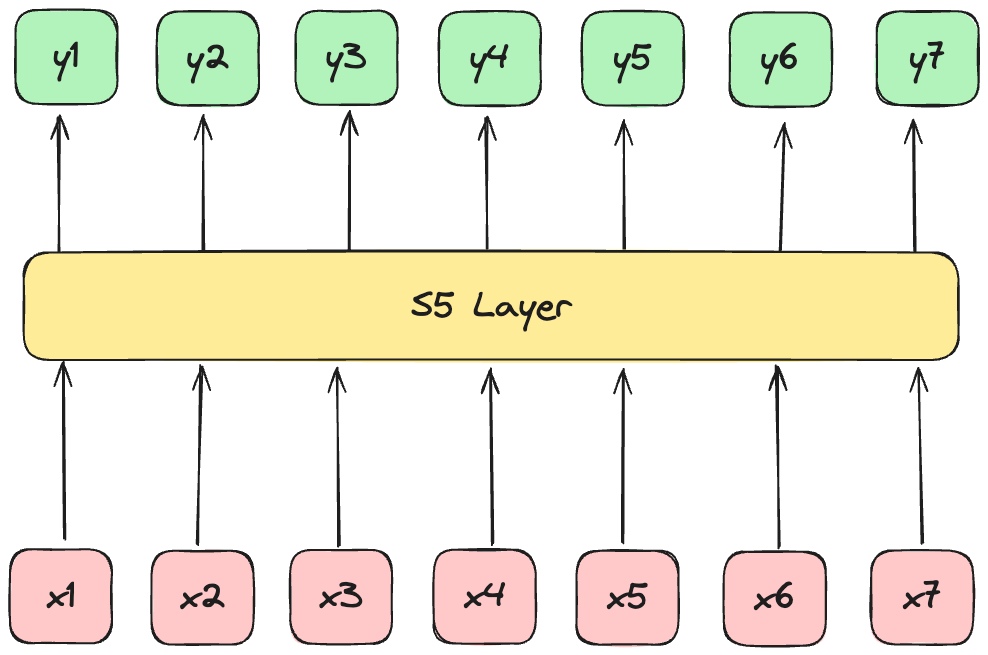 y1 y2 y3 y4 y5 y6 y7
S5 Layer
x1 x2 x3 x4 x5 x6 x7